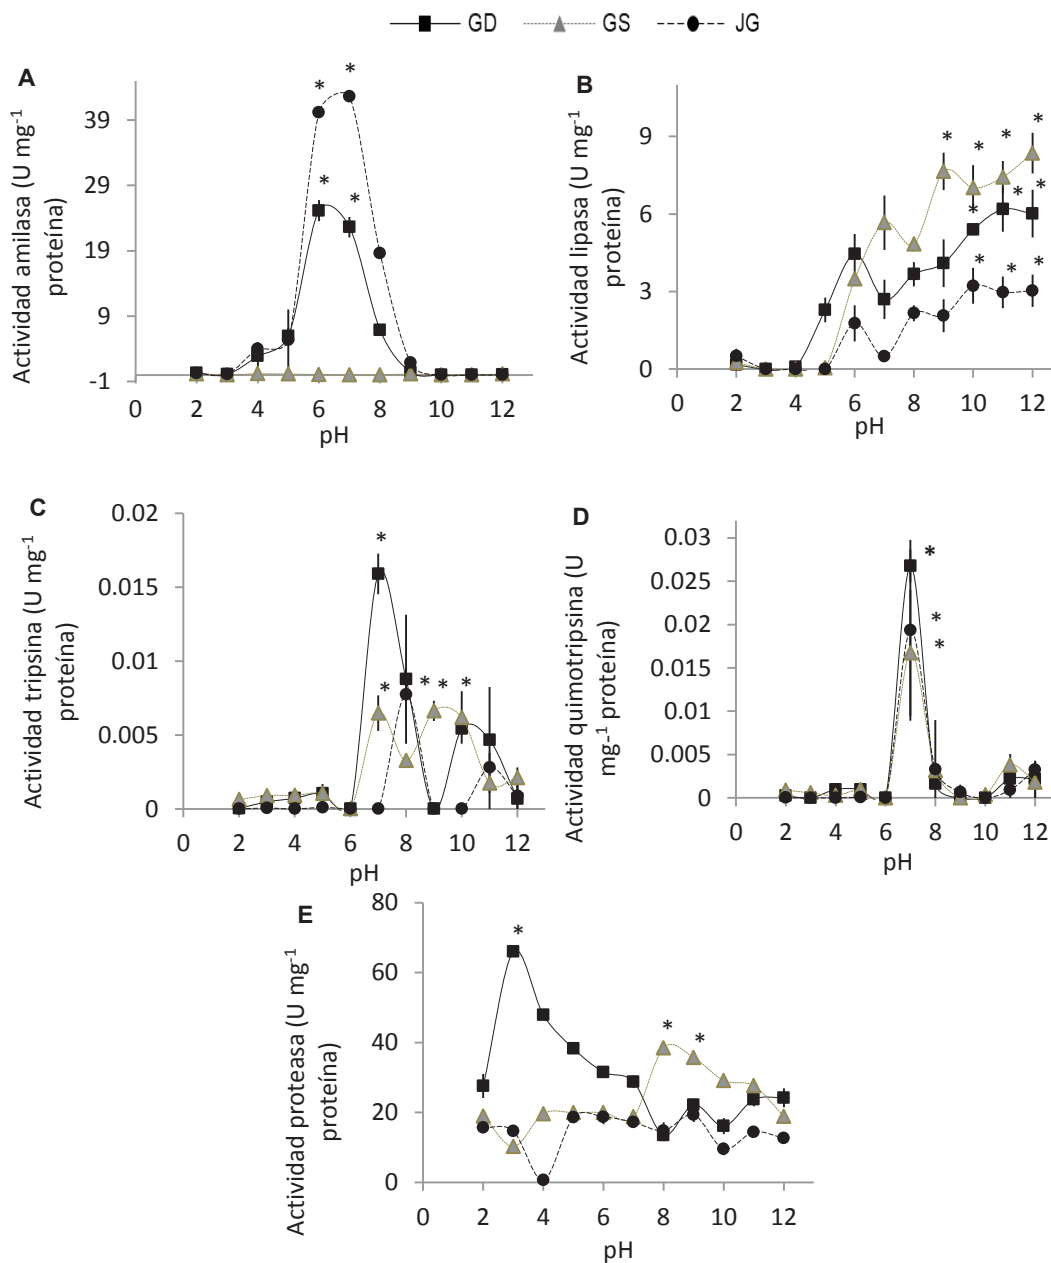 GD GS JG
A
Actividad amilasa (U mg-1
proteína)
39
29
19
9
-1
0 2 4 6 8 10 12
pH
* * * *
B
Actividad lipasa (U mg-1
proteína)
9
6
3
0
0 2 4 6 8 10 12
pH
* * * * * * * * * *
C
Actividad tripsina (U mg-1
proteína)
0.02
0.015
0.01
0.005
0
0 2 4 6 8 10 12
pH
* * * * *
D
Actividad quimotripsina (U
mg-1 proteína)
0.03
0.025
0.02
0.015
0.01
0.005
0
0 2 4 6 8 10 12
pH
* * *
E
Actividad proteasa (U mg-1
proteína)
80
60
40
20
0
0 2 4 6 8 10 12
pH
* * *